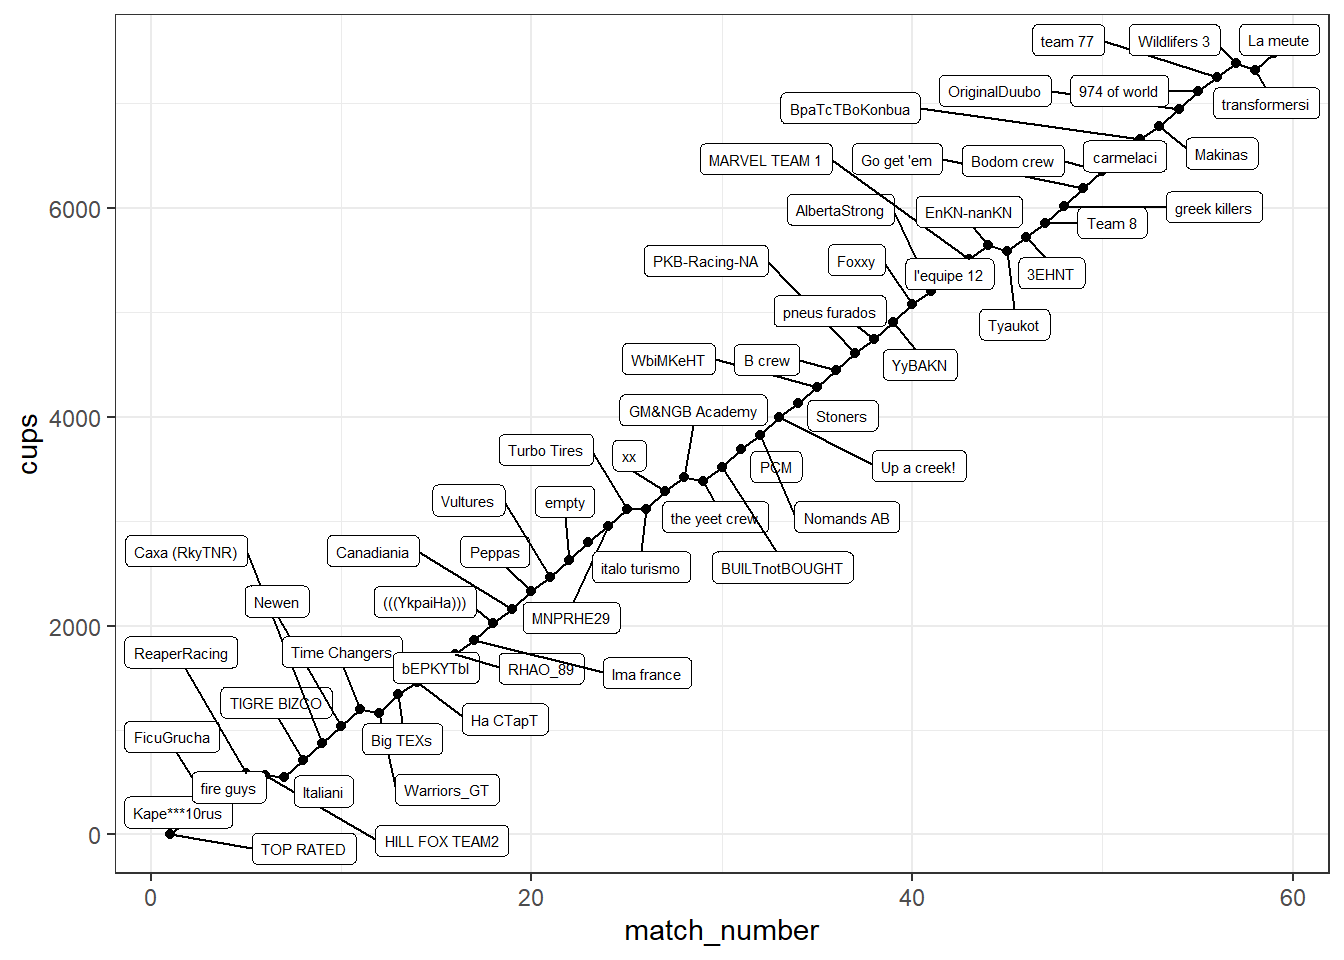 team 77
Wildlifers 3
La meute
OriginalDuubo
974 of world
transformersi
BpaTcTBoKonbua
MARVEL TEAM 1
Go get 'em
Bodom crew
carmelaci
Makinas
AlbertaStrong
EnKN-nanKN
greek killers
Team 8
6000
PKB-Racing-NA
Foxxy
l'equipe 12
3EHNT
pneus furados
Tyaukot
WbiMKeHT
B crew
YyBAKN
GM&NGB Academy
Stoners
4000
cups
Turbo Tires
xx
PCM
Up a creek!
Vultures
empty
the yeet crew
Nomands AB
Caxa (RkyTNR)
Canadiania
Peppas
italo turismo
BUILTnotBOUGHT
Newen
(((YkpaiHa)))
MNPRHE29
2000
ReaperRacing
Time Changers
bEPKYTbI
RHAO_89
Ima france
TIGRE BIZCO
Ha CTapT
FicuGrucha
Big TEXs
fire guys
Italiani
Warriors_GT
Kape***10rus
0
TOP RATED
HILL FOX TEAM2
0
20
40
60
match_number